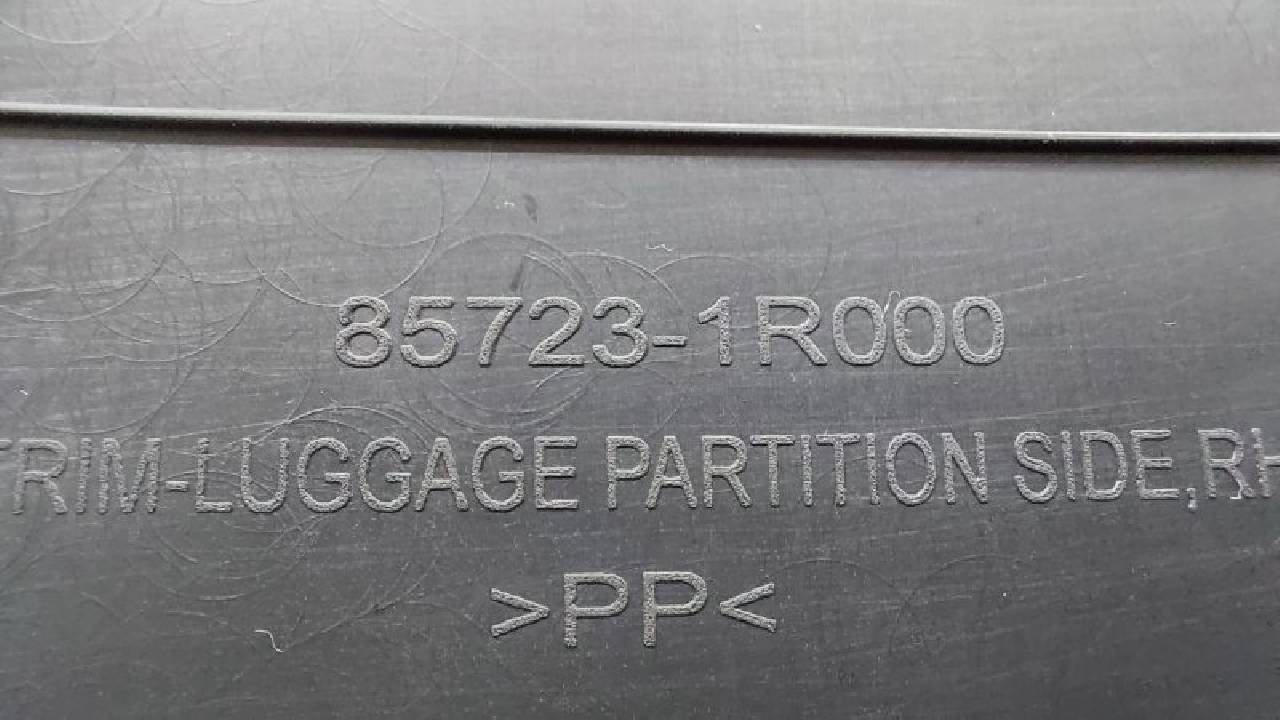 85723-1R000
TRIM-LUGGAGE PARTITION SIDE,RH
>PP<